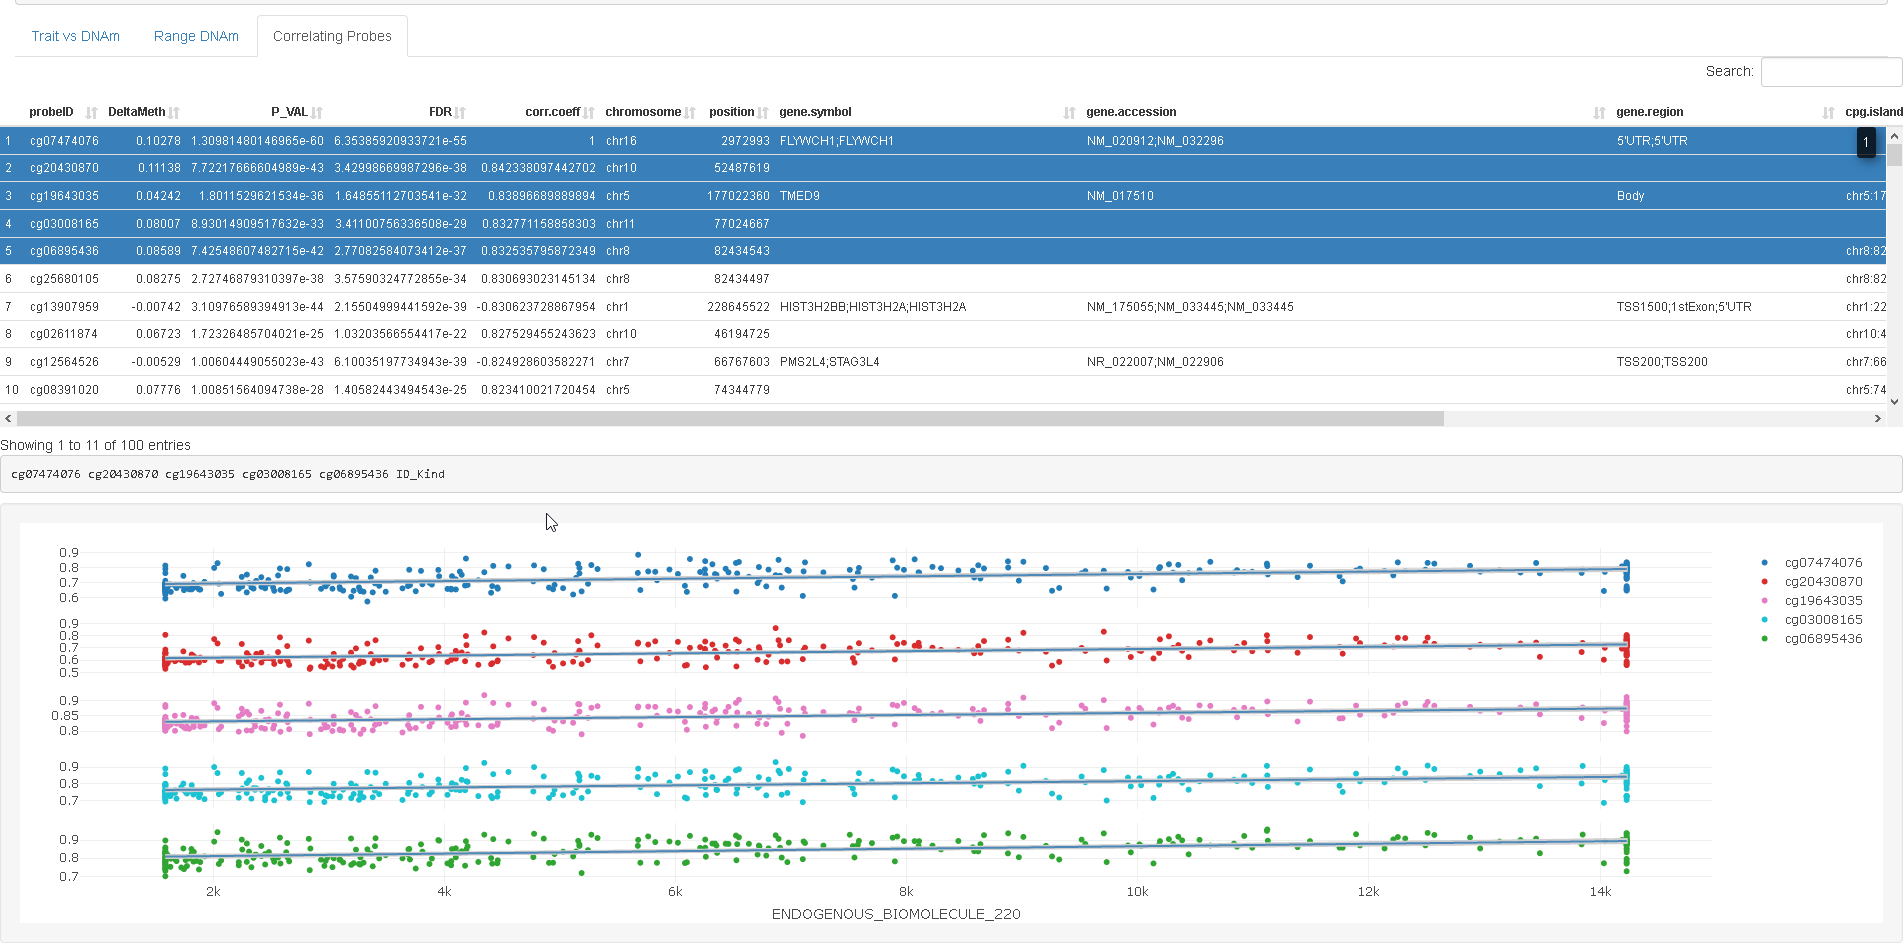 Trait vs DNAm Range DNAm Correlating Probes
Search:
probeID DeltaMeth P_VAL FDR corr.coeff chromosome position gene.symbol gene.accession gene.region cpg.island
1 cg07474076 0.10278 1.30981480146965e-60 6.35385920933721e-55 1 chr16 2972993 FLYWCH1;FLYWCH1 NM_020912;NM_032296 5'UTR;5'UTR 1
2 cg20430870 0.11138 7.72217666604989e-43 3.42998669987296e-38 0.842338097442702 chr10 52487619
3 cg19643035 0.04242 1.8011529621534e-36 1.64855112703541e-32 0.83896689889894 chr5 177022360 TMED9 NM_017510 Body chr5:17
4 cg03008165 0.08007 8.93014909517632e-33 3.41100756336508e-29 0.832771158858303 chr11 77024667
5 cg06895436 0.08589 7.42548607482715e-42 2.77082584073412e-37 0.832535795872349 chr8 82434543 chr8:82
6 cg25680105 0.08275 2.72746879310397e-38 3.57590324772855e-34 0.830693023145134 chr8 82434497 chr8:82
7 cg13907959 -0.00742 3.10976589394913e-44 2.15504999441592e-39 -0.830623728867954 chr1 228645522 HIST3H2BB;HIST3H2A;HIST3H2A NM_175055;NM_033445;NM_033445 TSS1500;1stExon;5'UTR chr1:22
8 cg02611874 0.06723 1.72326485704021e-25 1.03203566554417e-22 0.827529455243623 chr10 46194725 chr10:4
9 cg12564526 -0.00529 1.00604449055023e-43 6.10035197734943e-39 -0.824928603582271 chr7 66767603 PMS2L4;STAG3L4 NR_022007;NM_022906 TSS200;TSS200 chr7:66
10 cg08391020 0.07776 1.00851564094738e-28 1.40582443494543e-25 0.823410021720454 chr5 74344779 chr5:74
Showing 1 to 11 of 100 entries
cg07474076 cg20430870 cg19643035 cg03008165 cg06895436 ID_Kind
0.9
0.8
0.7
0.6
0.9
0.8
0.7
0.6
0.5
0.9
0.85
0.8
0.9
0.8
0.7
0.9
0.8
0.7
2k 4k 6k 8k 10k 12k 14k
ENDOGENOUS_BIOMOLECULE_220
cg07474076
cg20430870
cg19643035
cg03008165
cg06895436